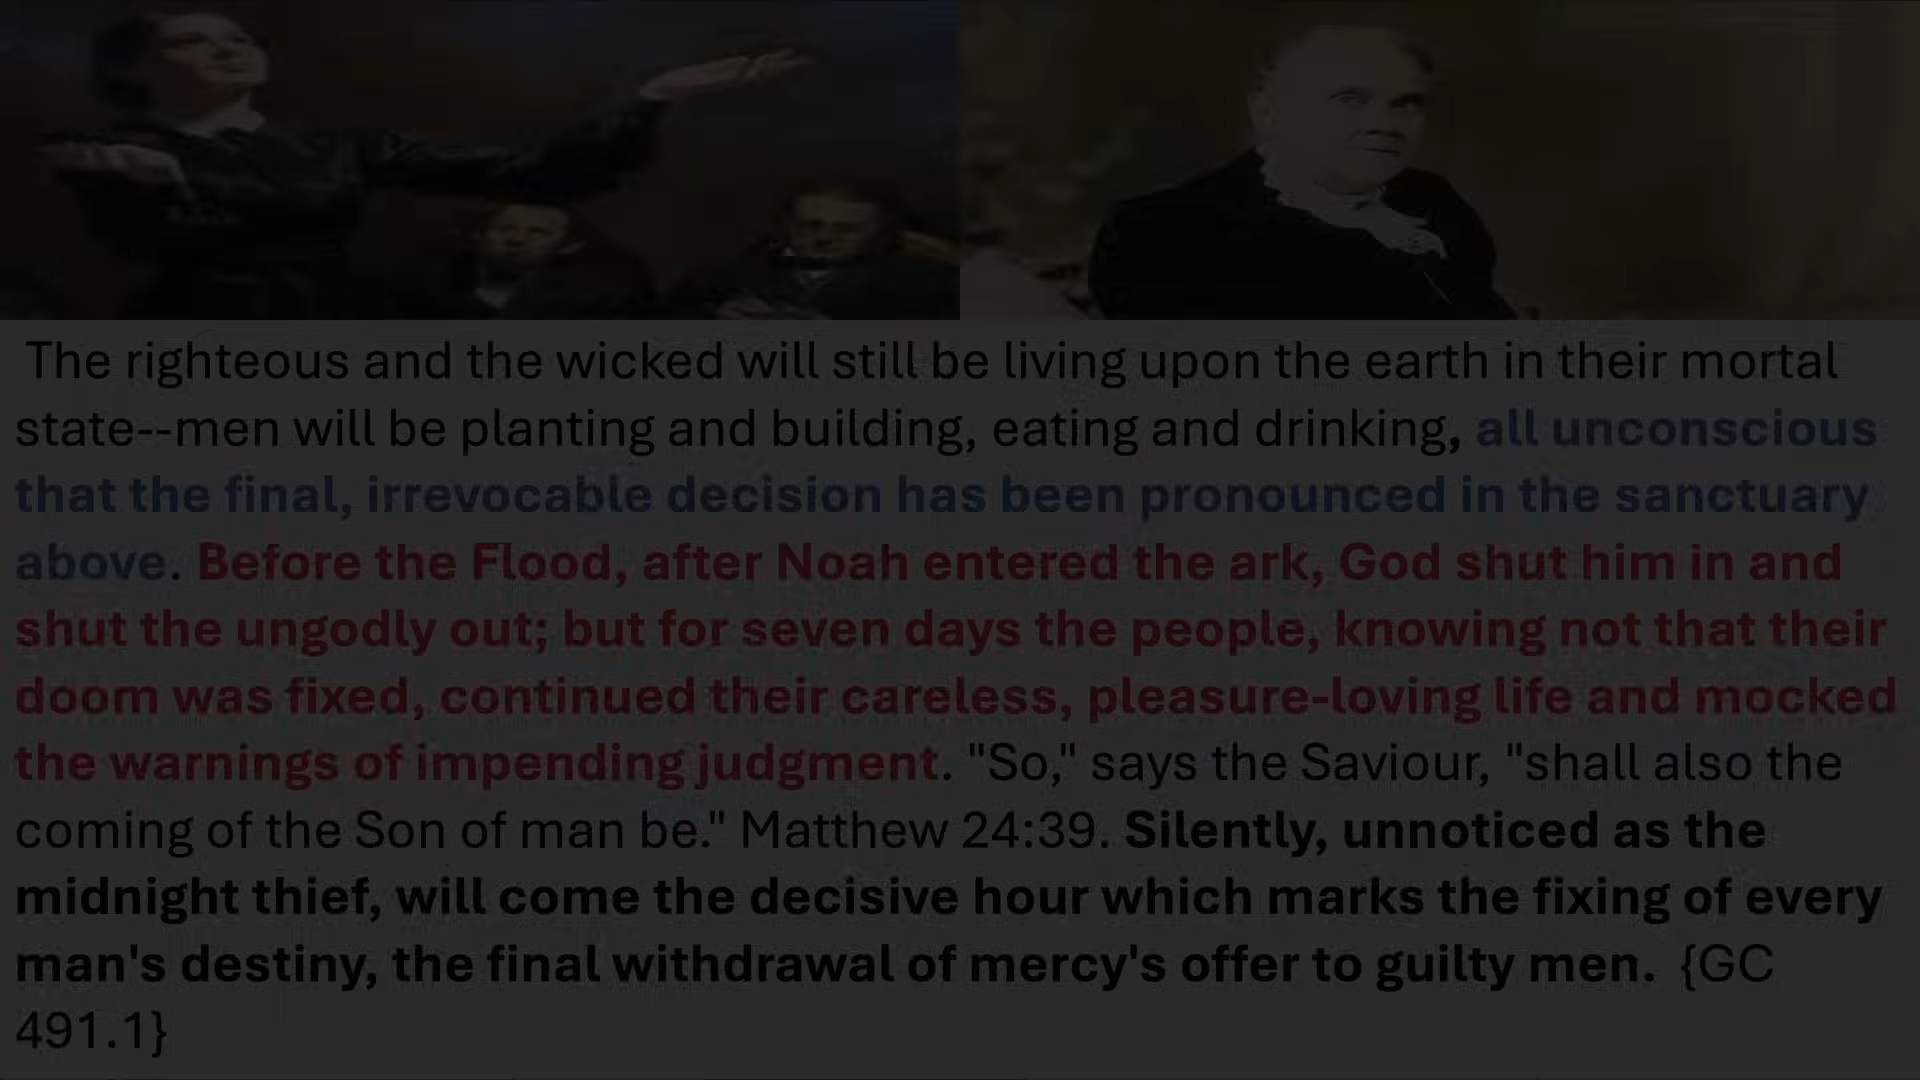 The righteous and the wicked will still be living upon the earth in their mortal
state--men will be planting and building, eating and drinking, all unconscious
that the final, irrevocable decision has been pronounced in the sanctuary
above. Before the Flood, after Noah entered the ark, God shut him in and
shut the ungodly out; but for seven days the people, knowing not that their
doom was fixed, continued their careless, pleasure-loving life and mocked
the warnings of impending judgment. "So," says the Saviour, "shall also the
coming of the Son of man be." Matthew 24:39. Silently, unnoticed as the
midnight thief, will come the decisive hour which marks the fixing of every
man's destiny, the final withdrawal of mercy's offer to guilty men. {GC
491.1}